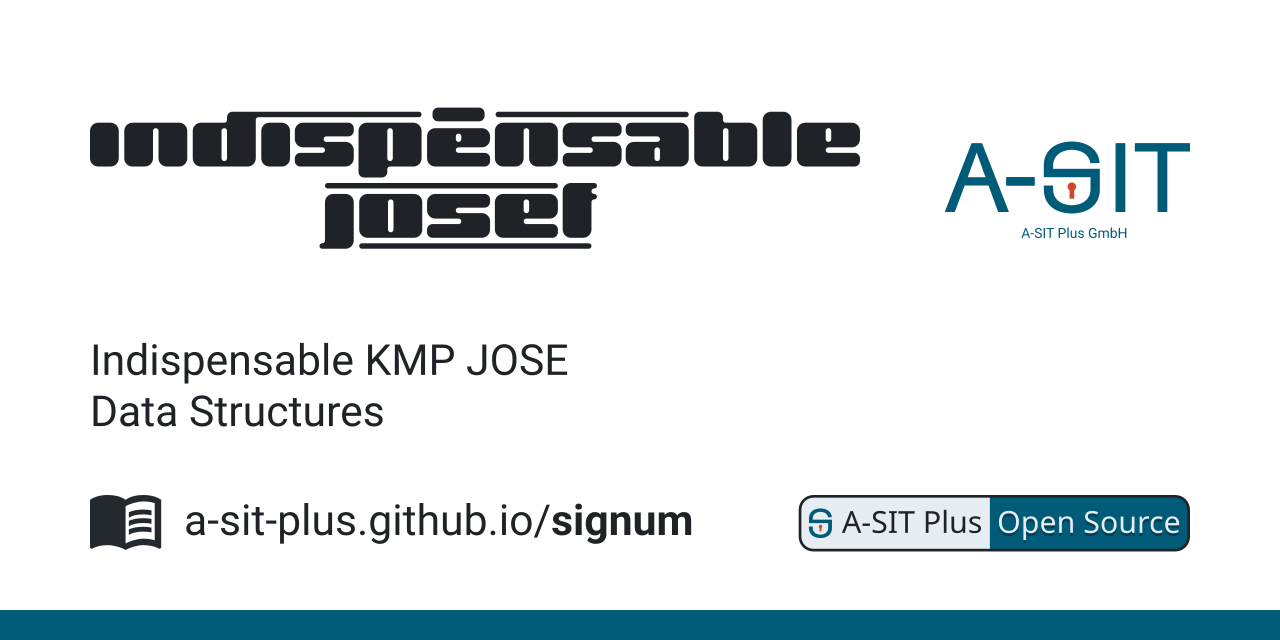 indispēnsable
josef
A-SIT
A-SIT Plus GmbH
Indispensable KMP JOSE
Data Structures
a-sit-plus.github.io/signum
A-SIT Plus Open Source